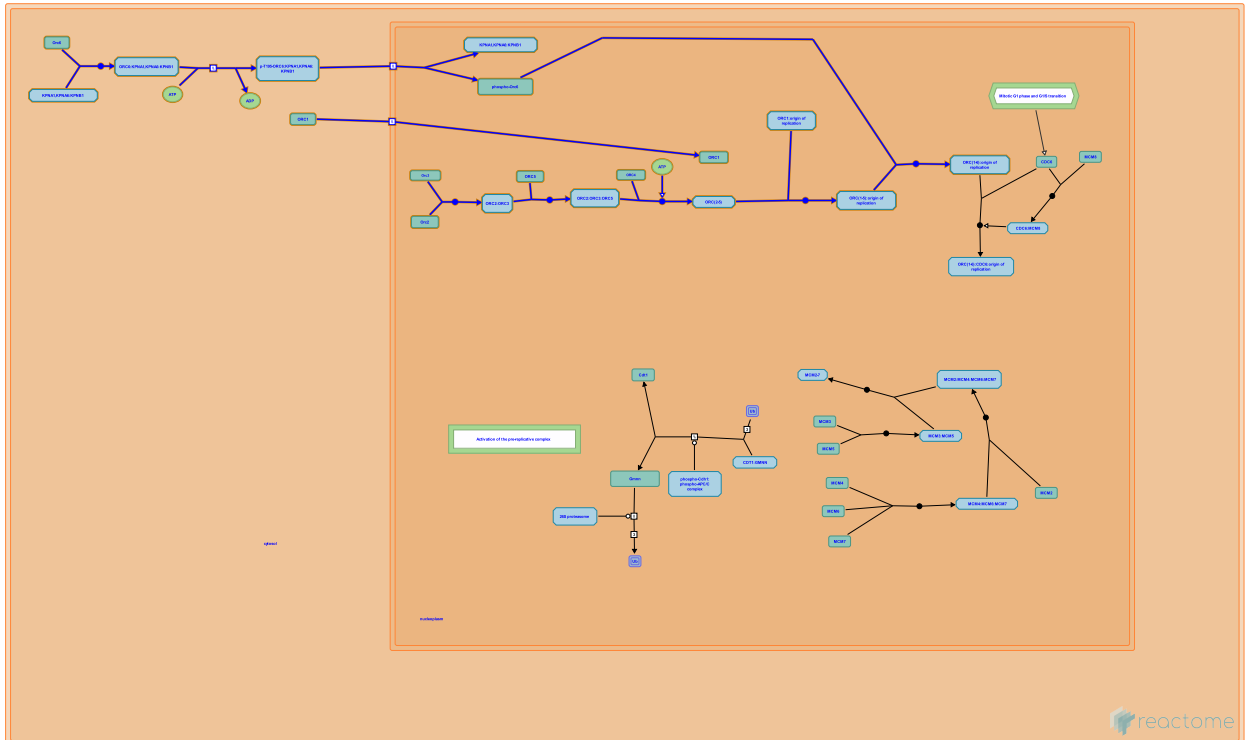 Orc6
ORC6:KPNA1,KPNA6:KPNB1
KPNA1,KPNA6:KPNB1
ATP
ADP
p-T195-ORC6:KPNA1,KPNA6:
KPNB1
KPNA1,KPNA6:KPNB1
phospho-Orc6
ORC1
ORC1
ORC1:origin of
replication
Mitotic G1 phase and G1/S transition
Orc3
Orc2
ORC2:ORC3
ORC5
ORC2:ORC3:ORC5
ORC4
ATP
ORC(2-5)
ORC(1-5):origin of
replication
ORC(1-6):origin of
replication
CDC6
MCM8
CDC6:MCM8
ORC(1-6):CDC6:origin of
replication
Cdt1
Ub
Activation of the pre-replicative complex
CDT1:GMNN
Gmnn
phospho-Cdh1:
phospho-APC/C
complex
26S proteasome
Ub
MCM2-7
MCM2:MCM4:MCM6:MCM7
MCM3
MCM5
MCM3:MCM5
MCM4
MCM6
MCM7
MCM4:MCM6:MCM7
MCM2
cytosol
nucleoplasm
reactome